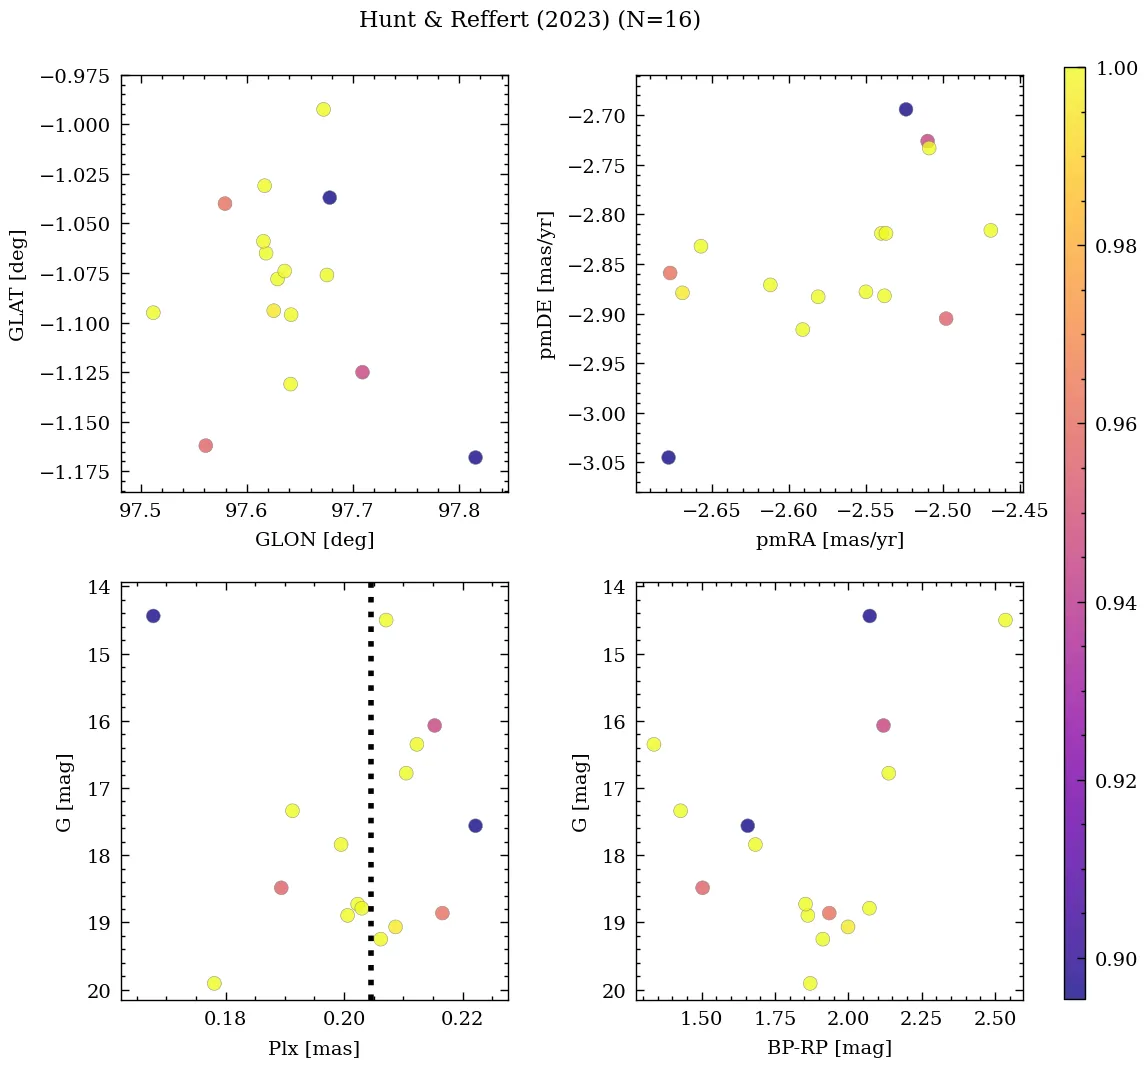 Hunt & Reffert (2023) (N=16)
−0.975
−1.000
−1.025
−1.050
−1.075
−1.100
−1.125
−1.150
−1.175
GLAT [deg]
97.5 97.6 97.7 97.8
GLON [deg]
−2.70
−2.75
−2.80
−2.85
−2.90
−2.95
−3.00
−3.05
pmDE [mas/yr]
−2.65 −2.60 −2.55 −2.50 −2.45
pmRA [mas/yr]
14
15
16
17
18
19
20
G [mag]
0.18 0.20 0.22
Plx [mas]
14
15
16
17
18
19
20
G [mag]
1.50 1.75 2.00 2.25 2.50
BP-RP [mag]
1.00
0.98
0.96
0.94
0.92
0.90